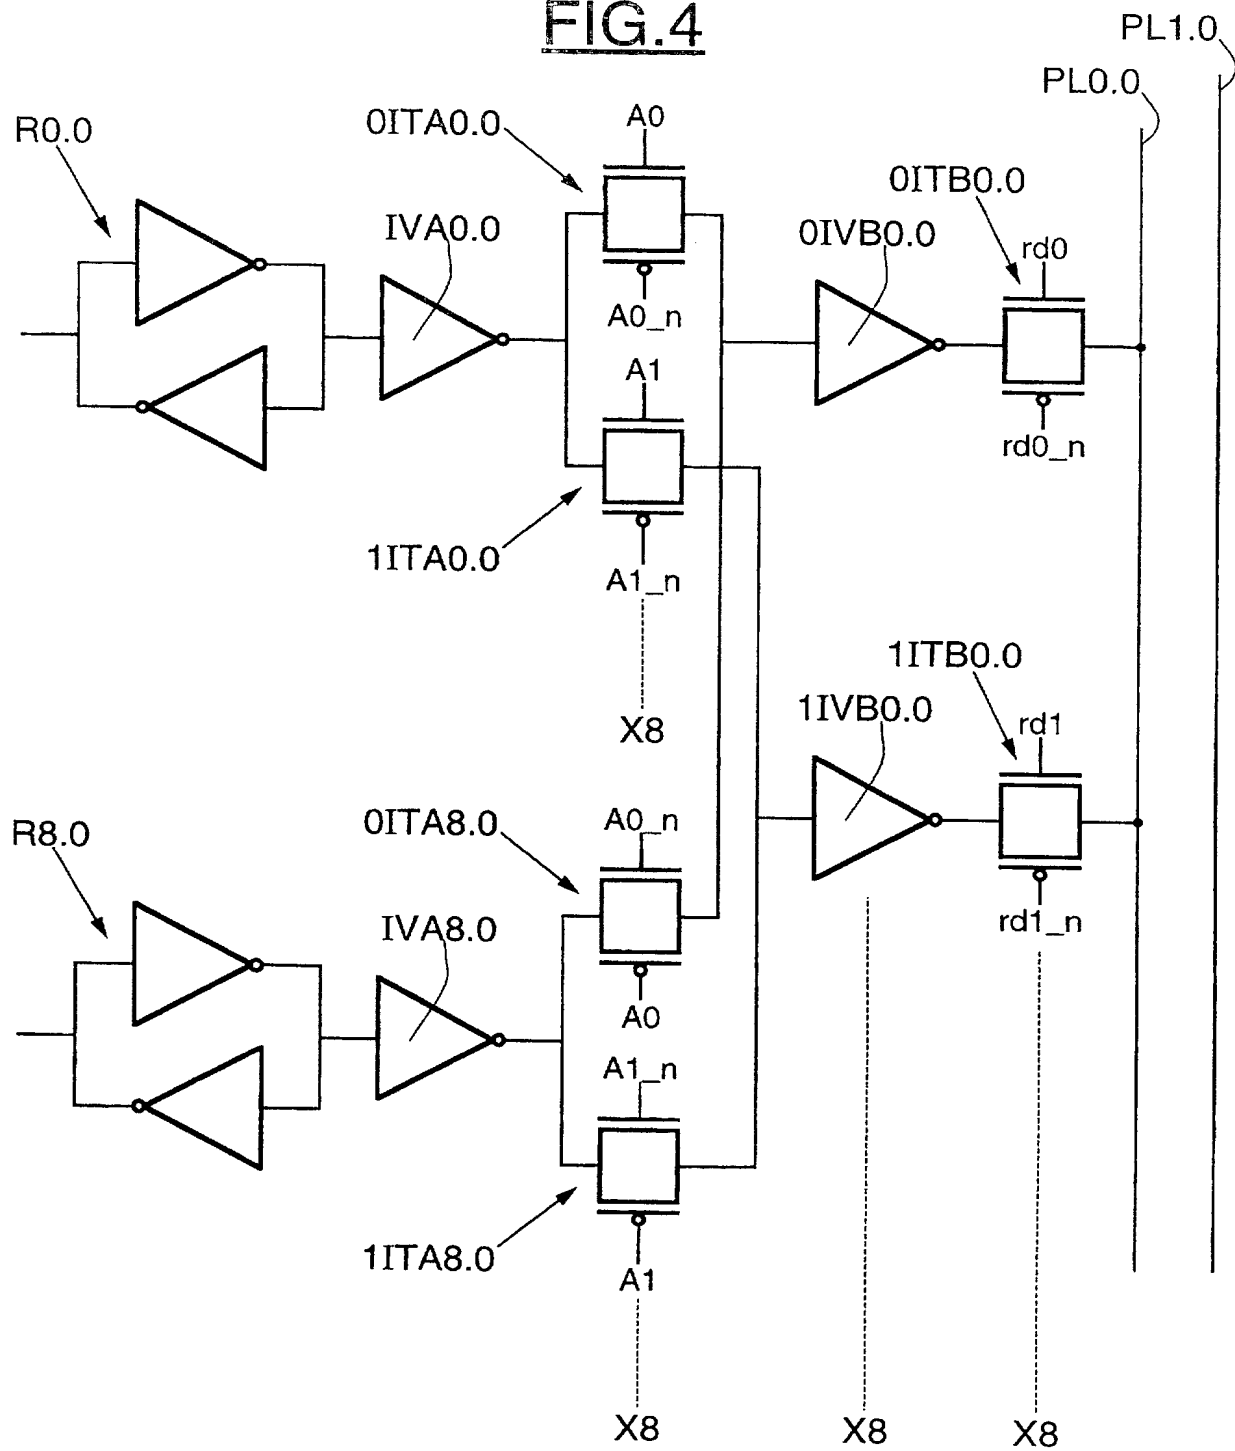 FIG.4
PL1.0
PL0.0
R0.0
0ITA0.0
A0
IVA0.0
A0_n
0IVB0.0
0ITB0.0
rd0
rd0_n
A1
1ITA0.0
A1_n
X8
1ITB0.0
1IVB0.0
rd1
rd1_n
R8.0
0ITA8.0
A0_n
IVA8.0
A0
A1_n
1ITA8.0
A1
X8
X8
X8